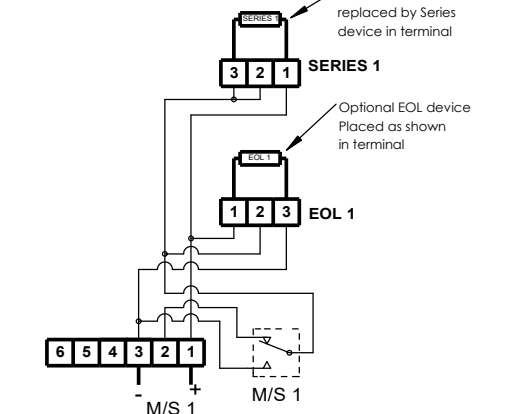 replaced by Series
device in terminal
SERIES 1
3 2 1
SERIES 1
Optional EOL device
Placed as shown
in terminal
EOL 1
1 2 3
EOL 1
6 5 4 3 2 1
- +
M/S 1
M/S 1